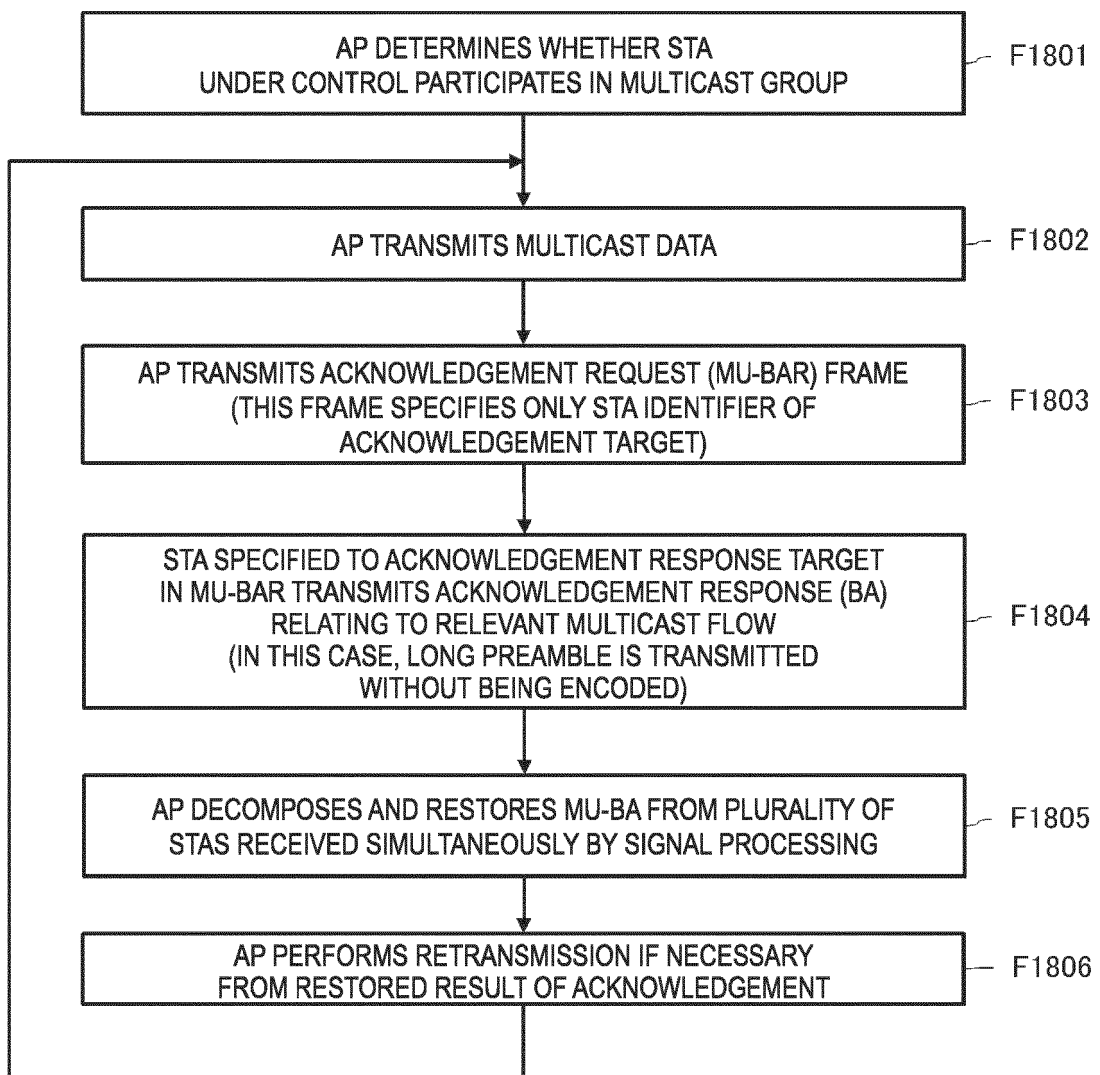 AP DETERMINES WHETHER STA
UNDER CONTROL PARTICIPATES IN MULTICAST GROUP
F1801
AP TRANSMITS MULTICAST DATA
F1802
AP TRANSMITS ACKNOWLEDGEMENT REQUEST (MU-BAR) FRAME
(THIS FRAME SPECIFIES ONLY STA IDENTIFIER OF
ACKNOWLEDGEMENT TARGET)
F1803
STA SPECIFIED TO ACKNOWLEDGEMENT RESPONSE TARGET
IN MU-BAR TRANSMITS ACKNOWLEDGEMENT RESPONSE (BA)
RELATING TO RELEVANT MULTICAST FLOW
(IN THIS CASE, LONG PREAMBLE IS TRANSMITTED
WITHOUT BEING ENCODED)
F1804
AP DECOMPOSES AND RESTORES MU-BA FROM PLURALITY OF
STAS RECEIVED SIMULTANEOUSLY BY SIGNAL PROCESSING
F1805
AP PERFORMS RETRANSMISSION IF NECESSARY
FROM RESTORED RESULT OF ACKNOWLEDGEMENT
F1806